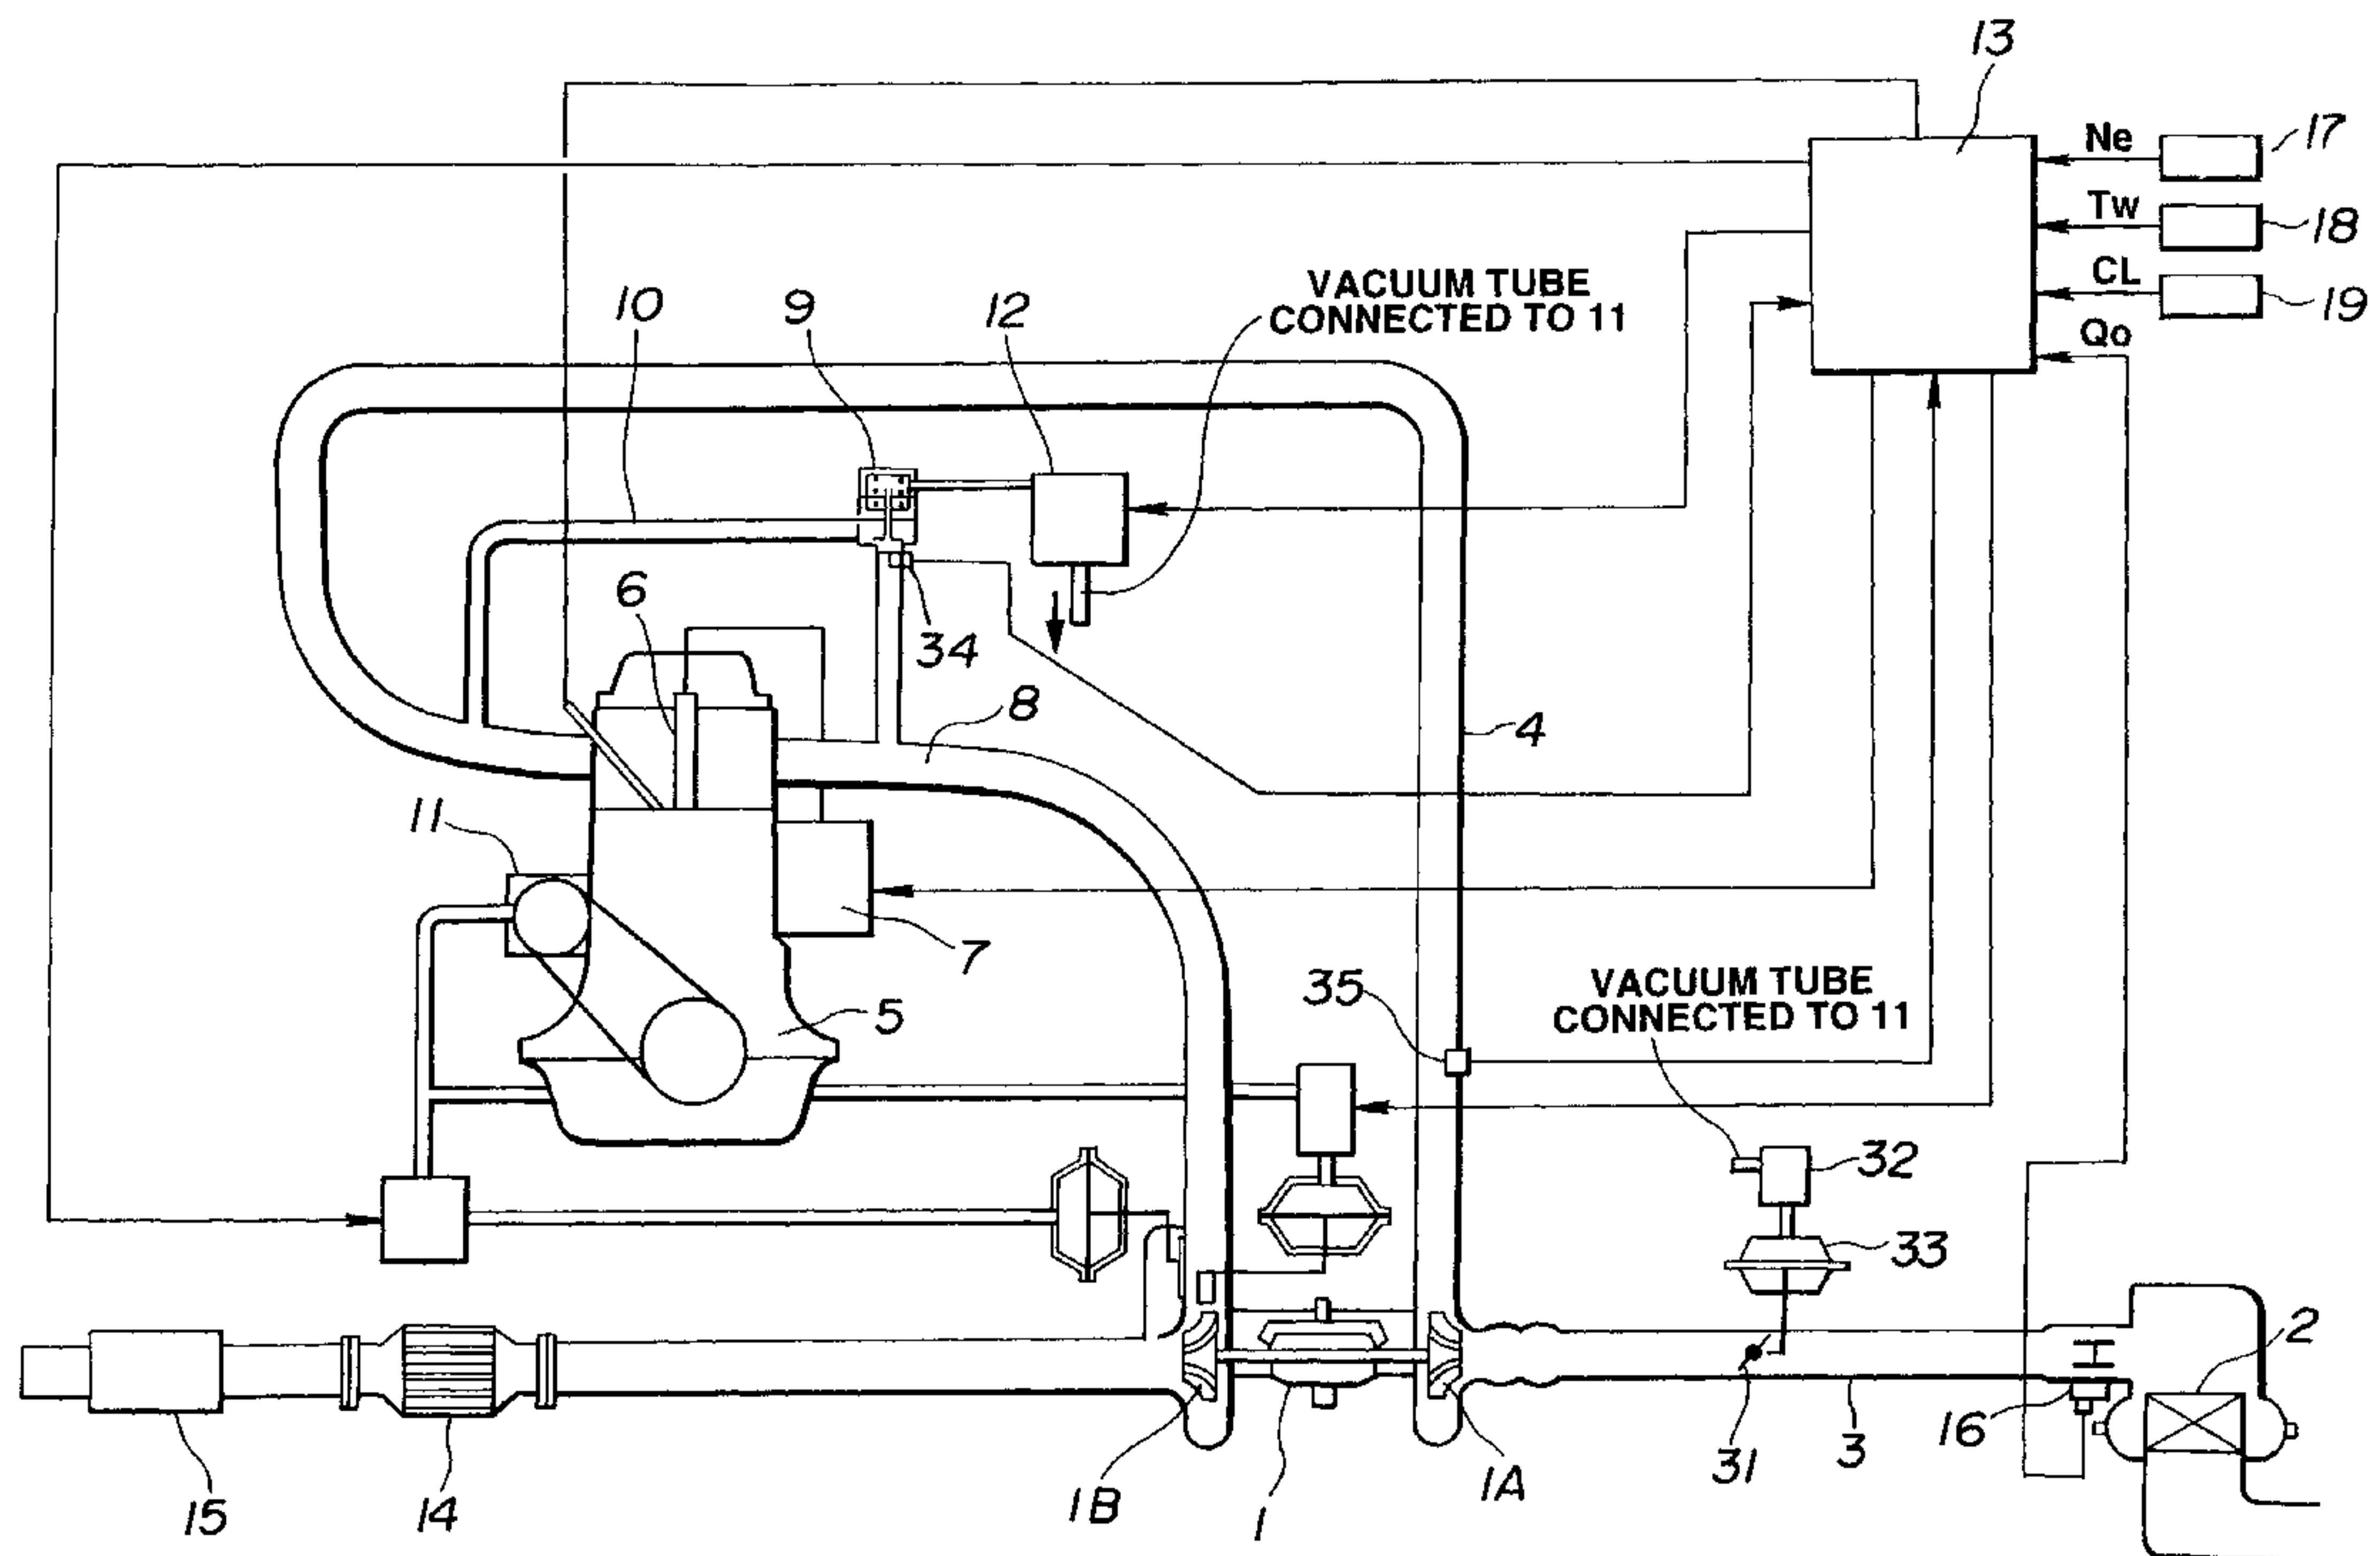 13
Ne
17
Tw
18
CL
19
Qo
VACUUM TUBE
CONNECTED TO 11
10
9
12
6
34
8
4
11
7
35
VACUUM TUBE
CONNECTED TO 11
5
32
33
2
16
31
3
1A
1B
1
14
15